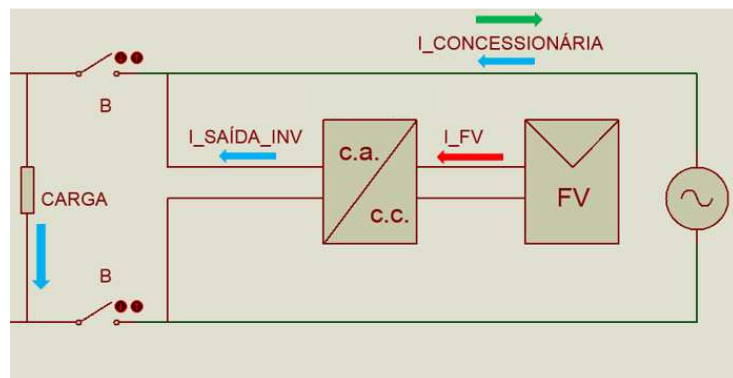 I_CONCESSIONÁRIA
B
I_SAÍDA_INV
I_FV
c.a.
c.c.
FV
CARGA
B